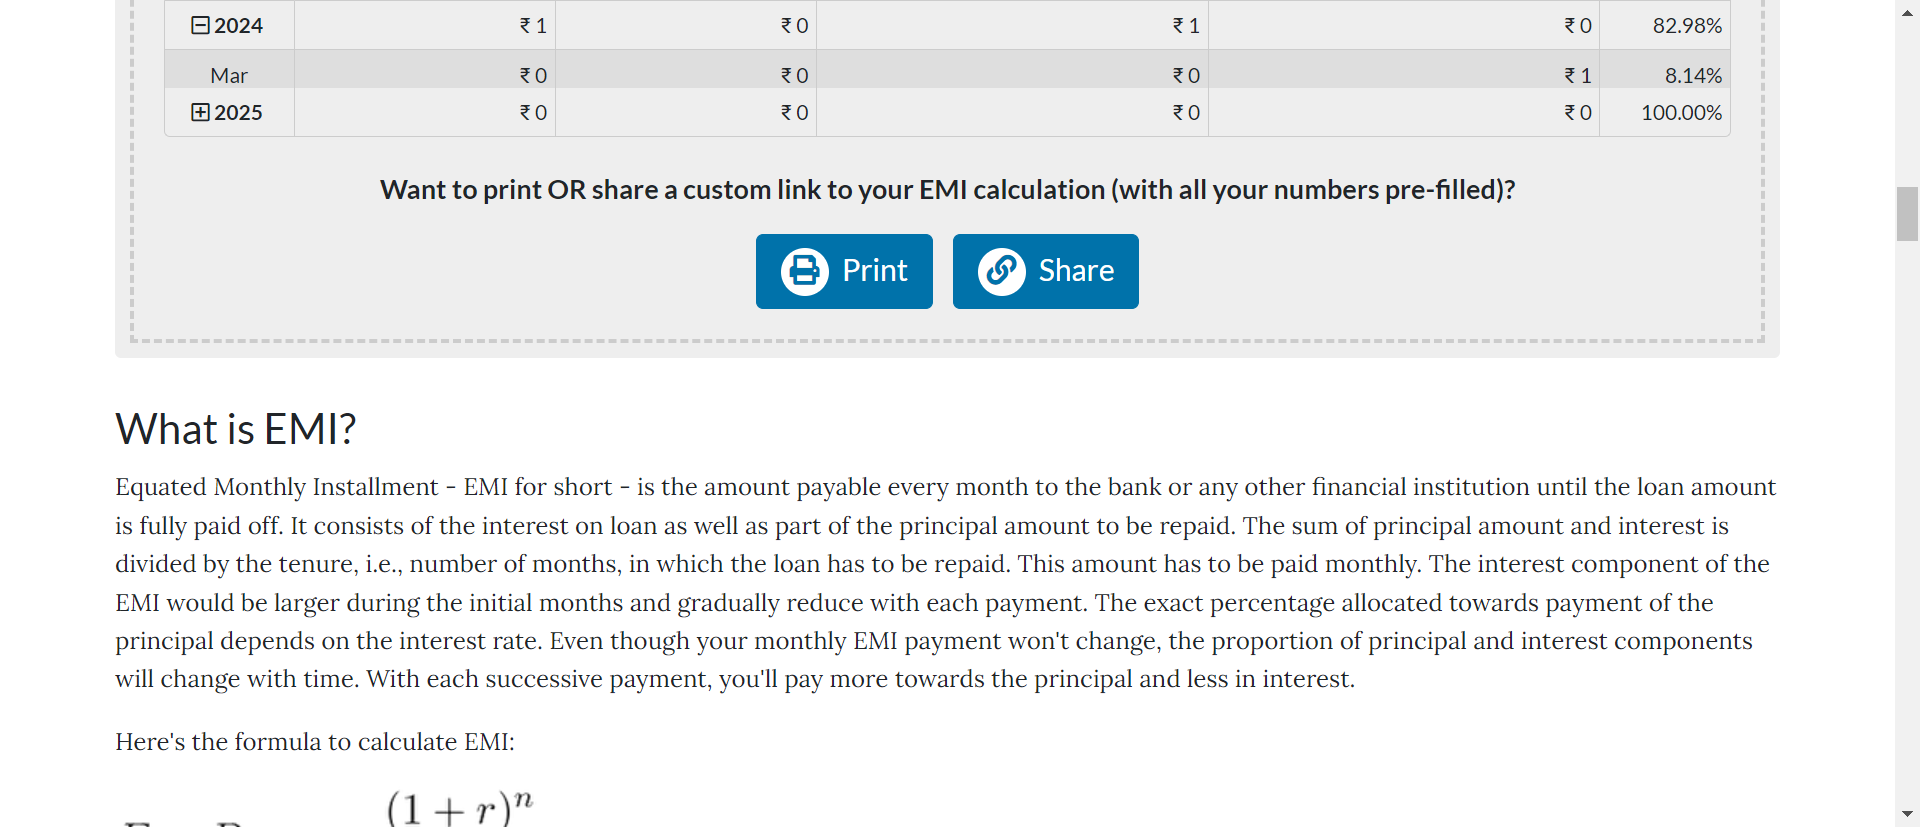 2024 ₹ 1 ₹ 0 ₹ 1 ₹ 0 82.98%
Mar ₹ 0 ₹ 0 ₹ 0 ₹ 1 8.14%
2025 ₹ 0 ₹ 0 ₹ 0 ₹ 0 100.00%
Want to print OR share a custom link to your EMI calculation (with all your numbers pre-filled)?
Print Share
What is EMI?
Equated Monthly Installment - EMI for short - is the amount payable every month to the bank or any other financial institution until the loan amount
is fully paid off. It consists of the interest on loan as well as part of the principal amount to be repaid. The sum of principal amount and interest is
divided by the tenure, i.e., number of months, in which the loan has to be repaid. This amount has to be paid monthly. The interest component of the
EMI would be larger during the initial months and gradually reduce with each payment. The exact percentage allocated towards payment of the
principal depends on the interest rate. Even though your monthly EMI payment won't change, the proportion of principal and interest components
will change with time. With each successive payment, you'll pay more towards the principal and less in interest.
Here's the formula to calculate EMI:
(1 + r)ⁿ